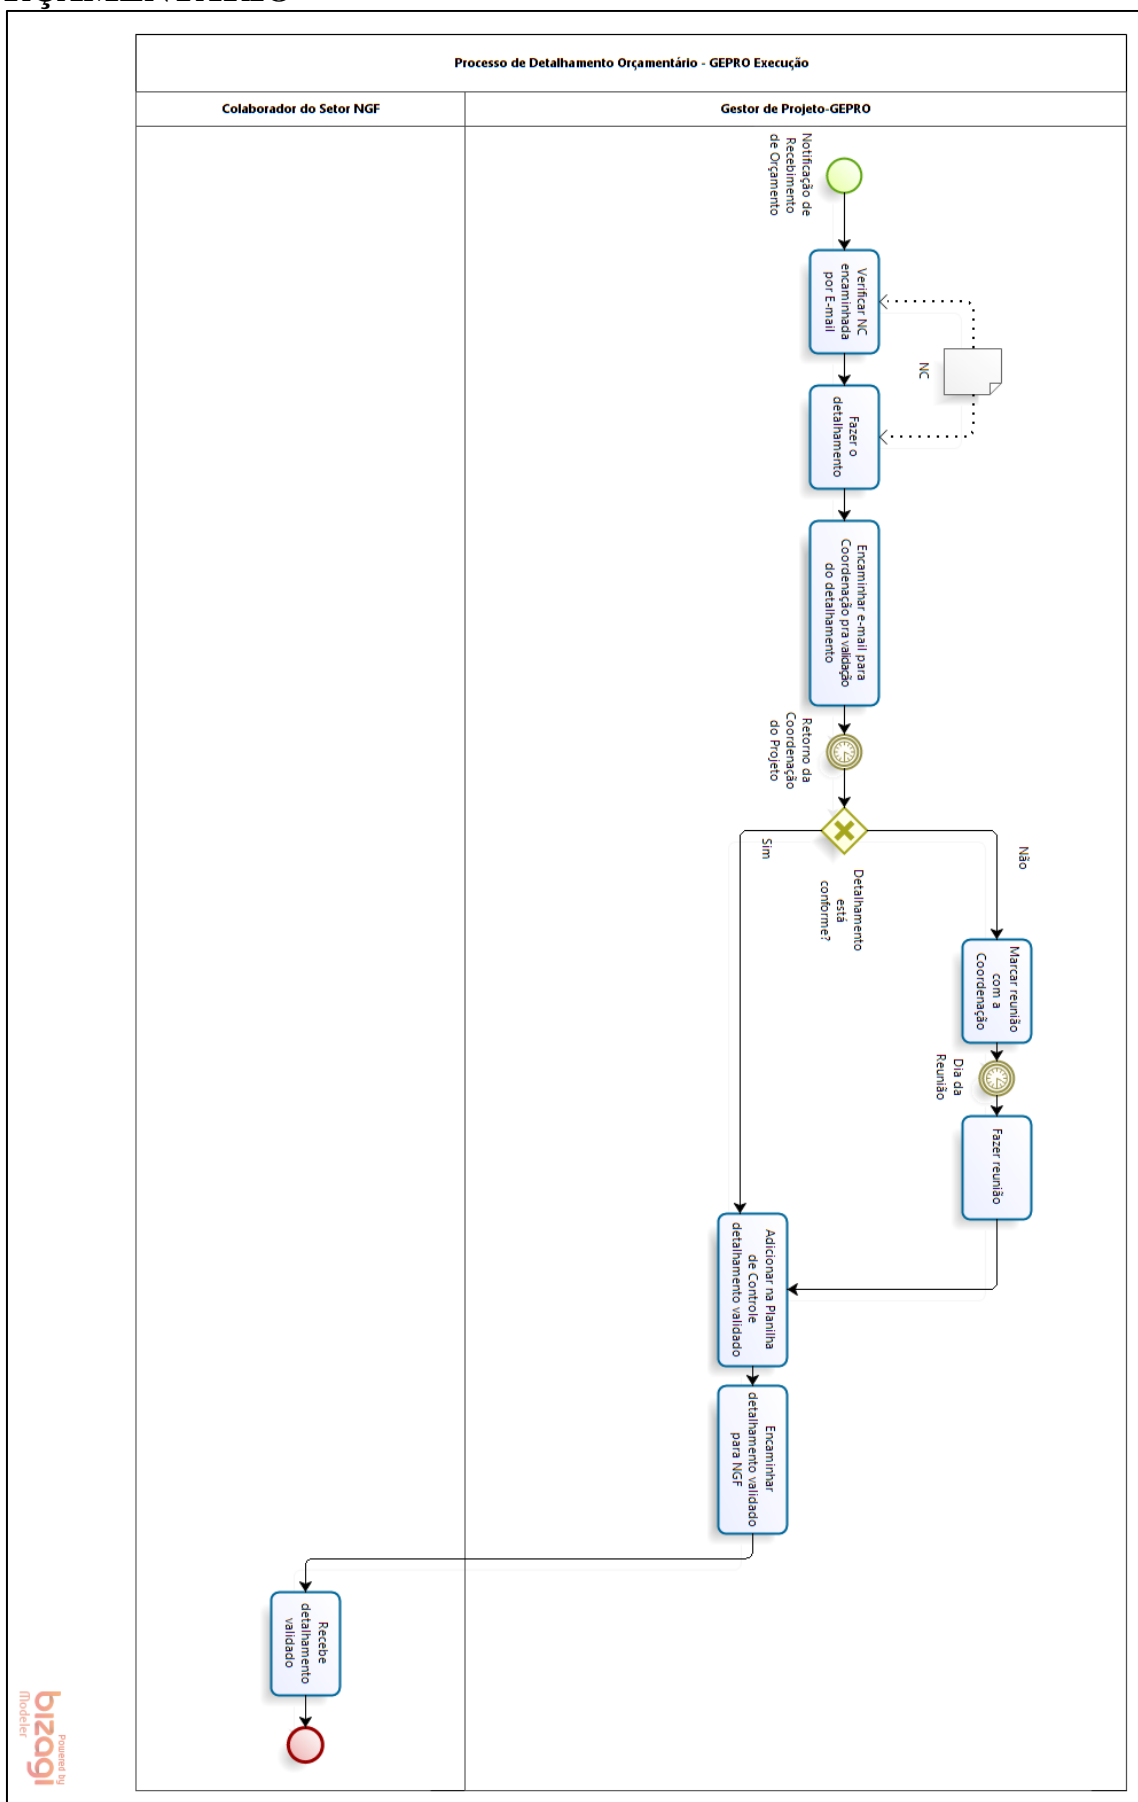 Processo de Detalhamento Orçamentário - GEPRO Execução
Colaborador do Setor NGF
Gestor de Projeto-GEPRO
Notificação de
Recebimento
de Orçamento
Verificar NC
encaminhada
por E-mail
NC
Fazer o
detalhamento
Encaminhar e-mail para
Coordenação pra validação
do detalhamento
Retorno da
Coordenação
do Projeto
Detalhamento
está
conforme?
Não
Sim
Marcar reunião
com a
Coordenação
Dia da
Reunião
Fazer reunião
Adicionar na Planilha
de Controle
detalhamento validado
Encaminhar
detalhamento validado
para NGF
Recebe
detalhamento
validado
Powered by
bizagi
Modeler